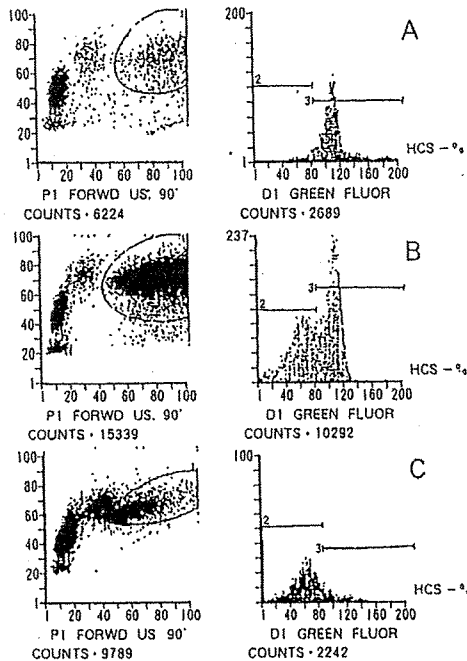 A
100
80
60
40
20
1
1 20 40 60 80 100
P1 FORWD US. 90'
COUNTS · 6224
200
2
3
1
1 40 80 120 160 200
D1 GREEN FLUOR
COUNTS · 2689
HCS - %
B
100
80
60
40
20
1
1 20 40 60 80 100
P1 FORWD US. 90'
COUNTS · 15339
237
2
3
1
1 40 80 120 160 200
D1 GREEN FLUOR
COUNTS · 10292
HCS - %
C
100
80
60
40
20
1
1 20 40 60 80 100
P1 FORWD US 90'
COUNTS · 9789
100
2
3
1
1 40 80 120 160 200
D1 GREEN FLUOR
COUNTS · 2242
HCS -